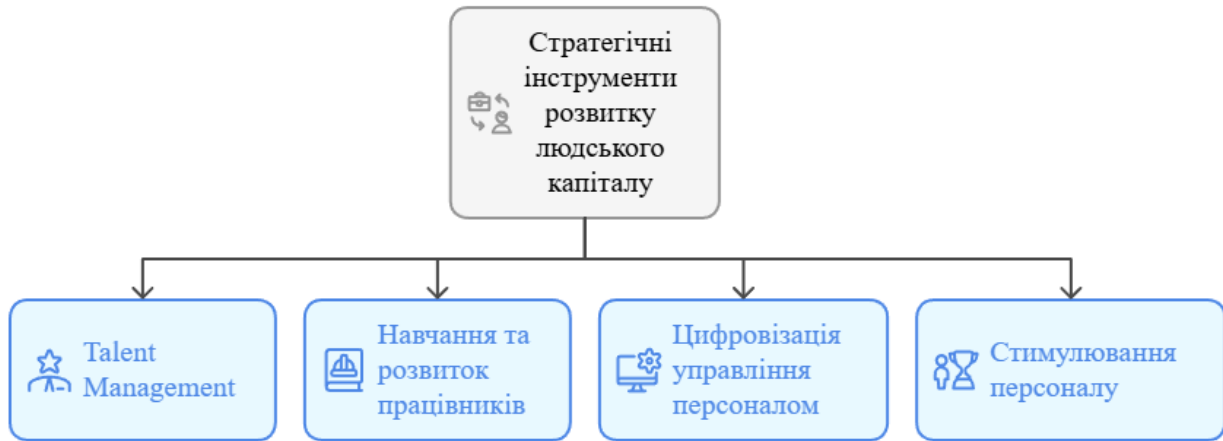 Стратегічні
інструменти
розвитку
людського
капіталу
Talent
Management
Навчання та
розвиток
працівників
Цифровізація
управління
персоналом
Стимулювання
персоналу